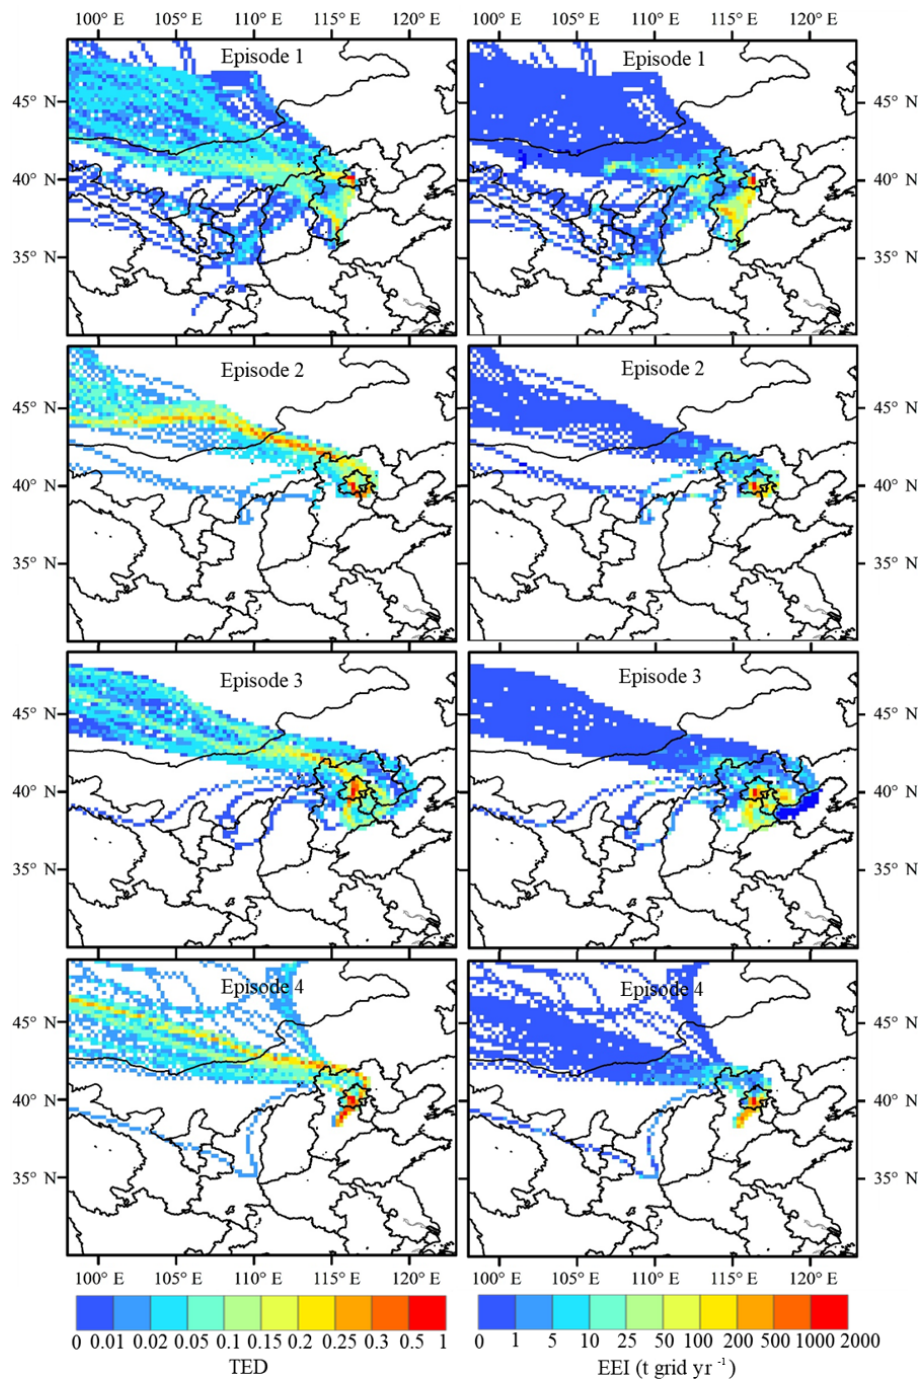 100° E 105° E 110° E 115° E 120° E 100° E 105° E 110° E 115° E 120° E
Episode 1 Episode 1
45° N 45° N
40° N 40° N
35° N 35° N
Episode 2 Episode 2
45° N 45° N
40° N 40° N
35° N 35° N
Episode 3 Episode 3
45° N 45° N
40° N 40° N
35° N 35° N
Episode 4 Episode 4
45° N 45° N
40° N 40° N
35° N 35° N
100° E 105° E 110° E 115° E 120° E 100° E 105° E 110° E 115° E 120° E
0 0.01 0.02 0.05 0.1 0.15 0.2 0.25 0.3 0.5 1 0 1 5 10 25 50 100 200 500 1000 2000
TED EEI (t grid yr -1)